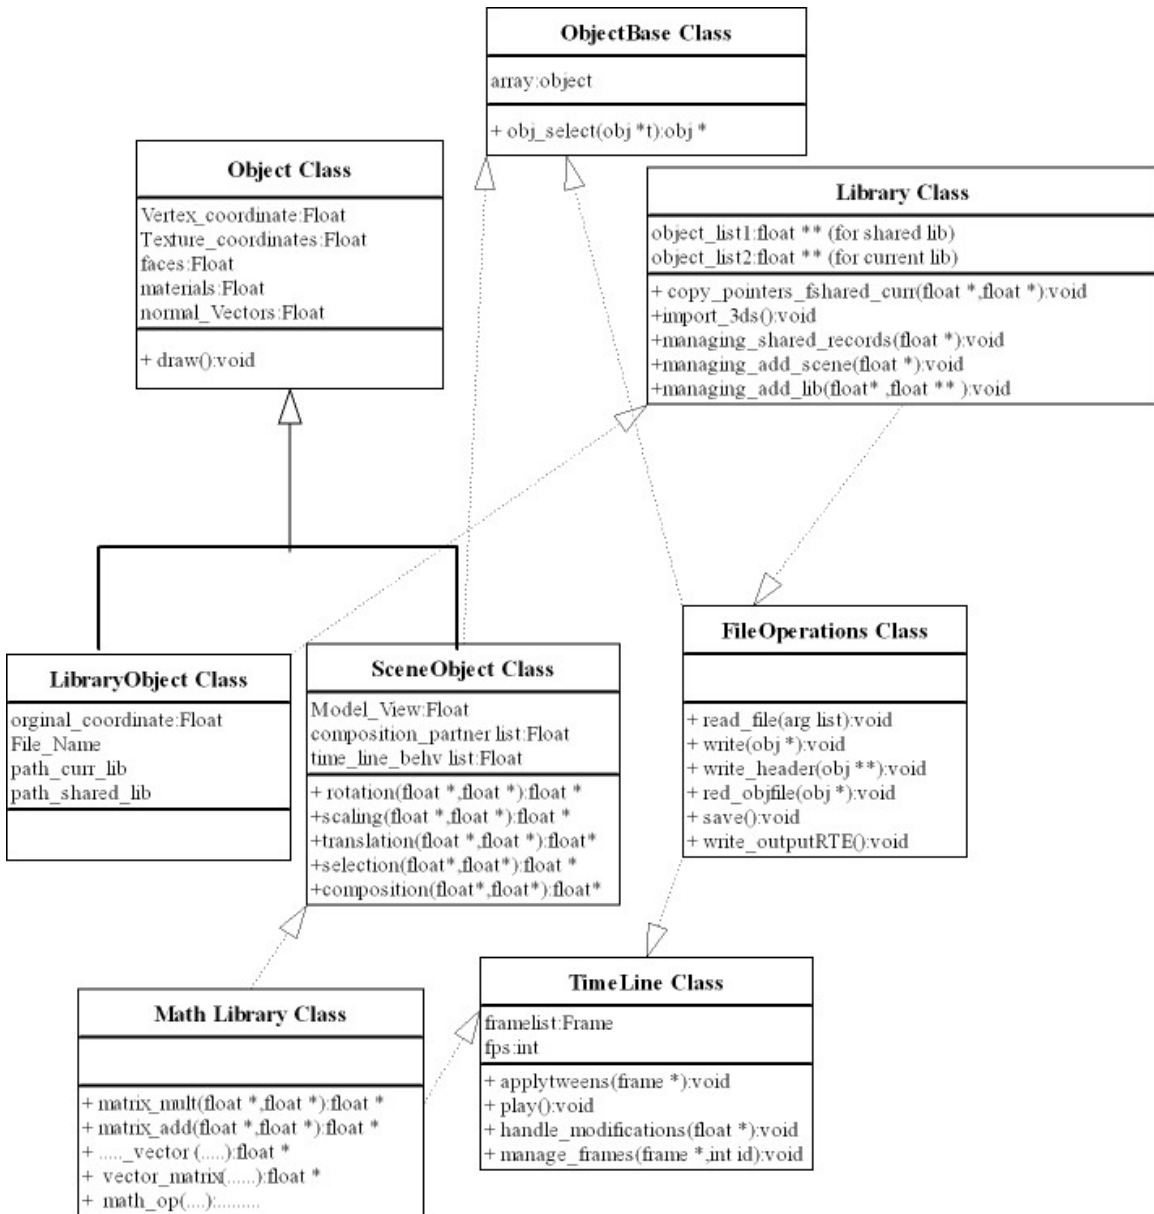 ObjectBase Class
array:object
+ obj_select(obj *t):obj *
Object Class
Vertex_coordinate:Float
Texture_coordinates:Float
faces:Float
materials:Float
normal_Vectors:Float
+ draw():void
Library Class
object_list1:float ** (for shared lib)
object_list2:float ** (for current lib)
+ copy_pointers_fshared_curr(float *,float *):void
+import_3ds():void
+managing_shared_records(float *):void
+managing_add_scene(float *):void
+managing_add_lib(float* ,float ** ):void
LibraryObject Class
orginal_coordinate:Float
File_Name
path_curr_lib
path_shared_lib
SceneObject Class
Model_View:Float
composition_partner list:Float
time_line_behv list:Float
+ rotation(float *,float *):float *
+scaling(float *,float *):float *
+translation(float *,float *):float*
+selection(float*,float*):float *
+composition(float*,float*):float*
FileOperations Class
+ read_file(arg list):void
+ write(obj *):void
+ write_header(obj **):void
+ red_objfile(obj *):void
+ save():void
+ write_outputRTE():void
Math Library Class
+ matrix_mult(float *,float *):float *
+ matrix_add(float *,float *):float *
+ ....._vector (.....):float *
+ vector_matrix(......):float *
+ math_op(....):.........
TimeLine Class
framelist:Frame
fps:int
+ applytweens(frame *):void
+ play():void
+ handle_modifications(float *):void
+ manage_frames(frame *,int id):void